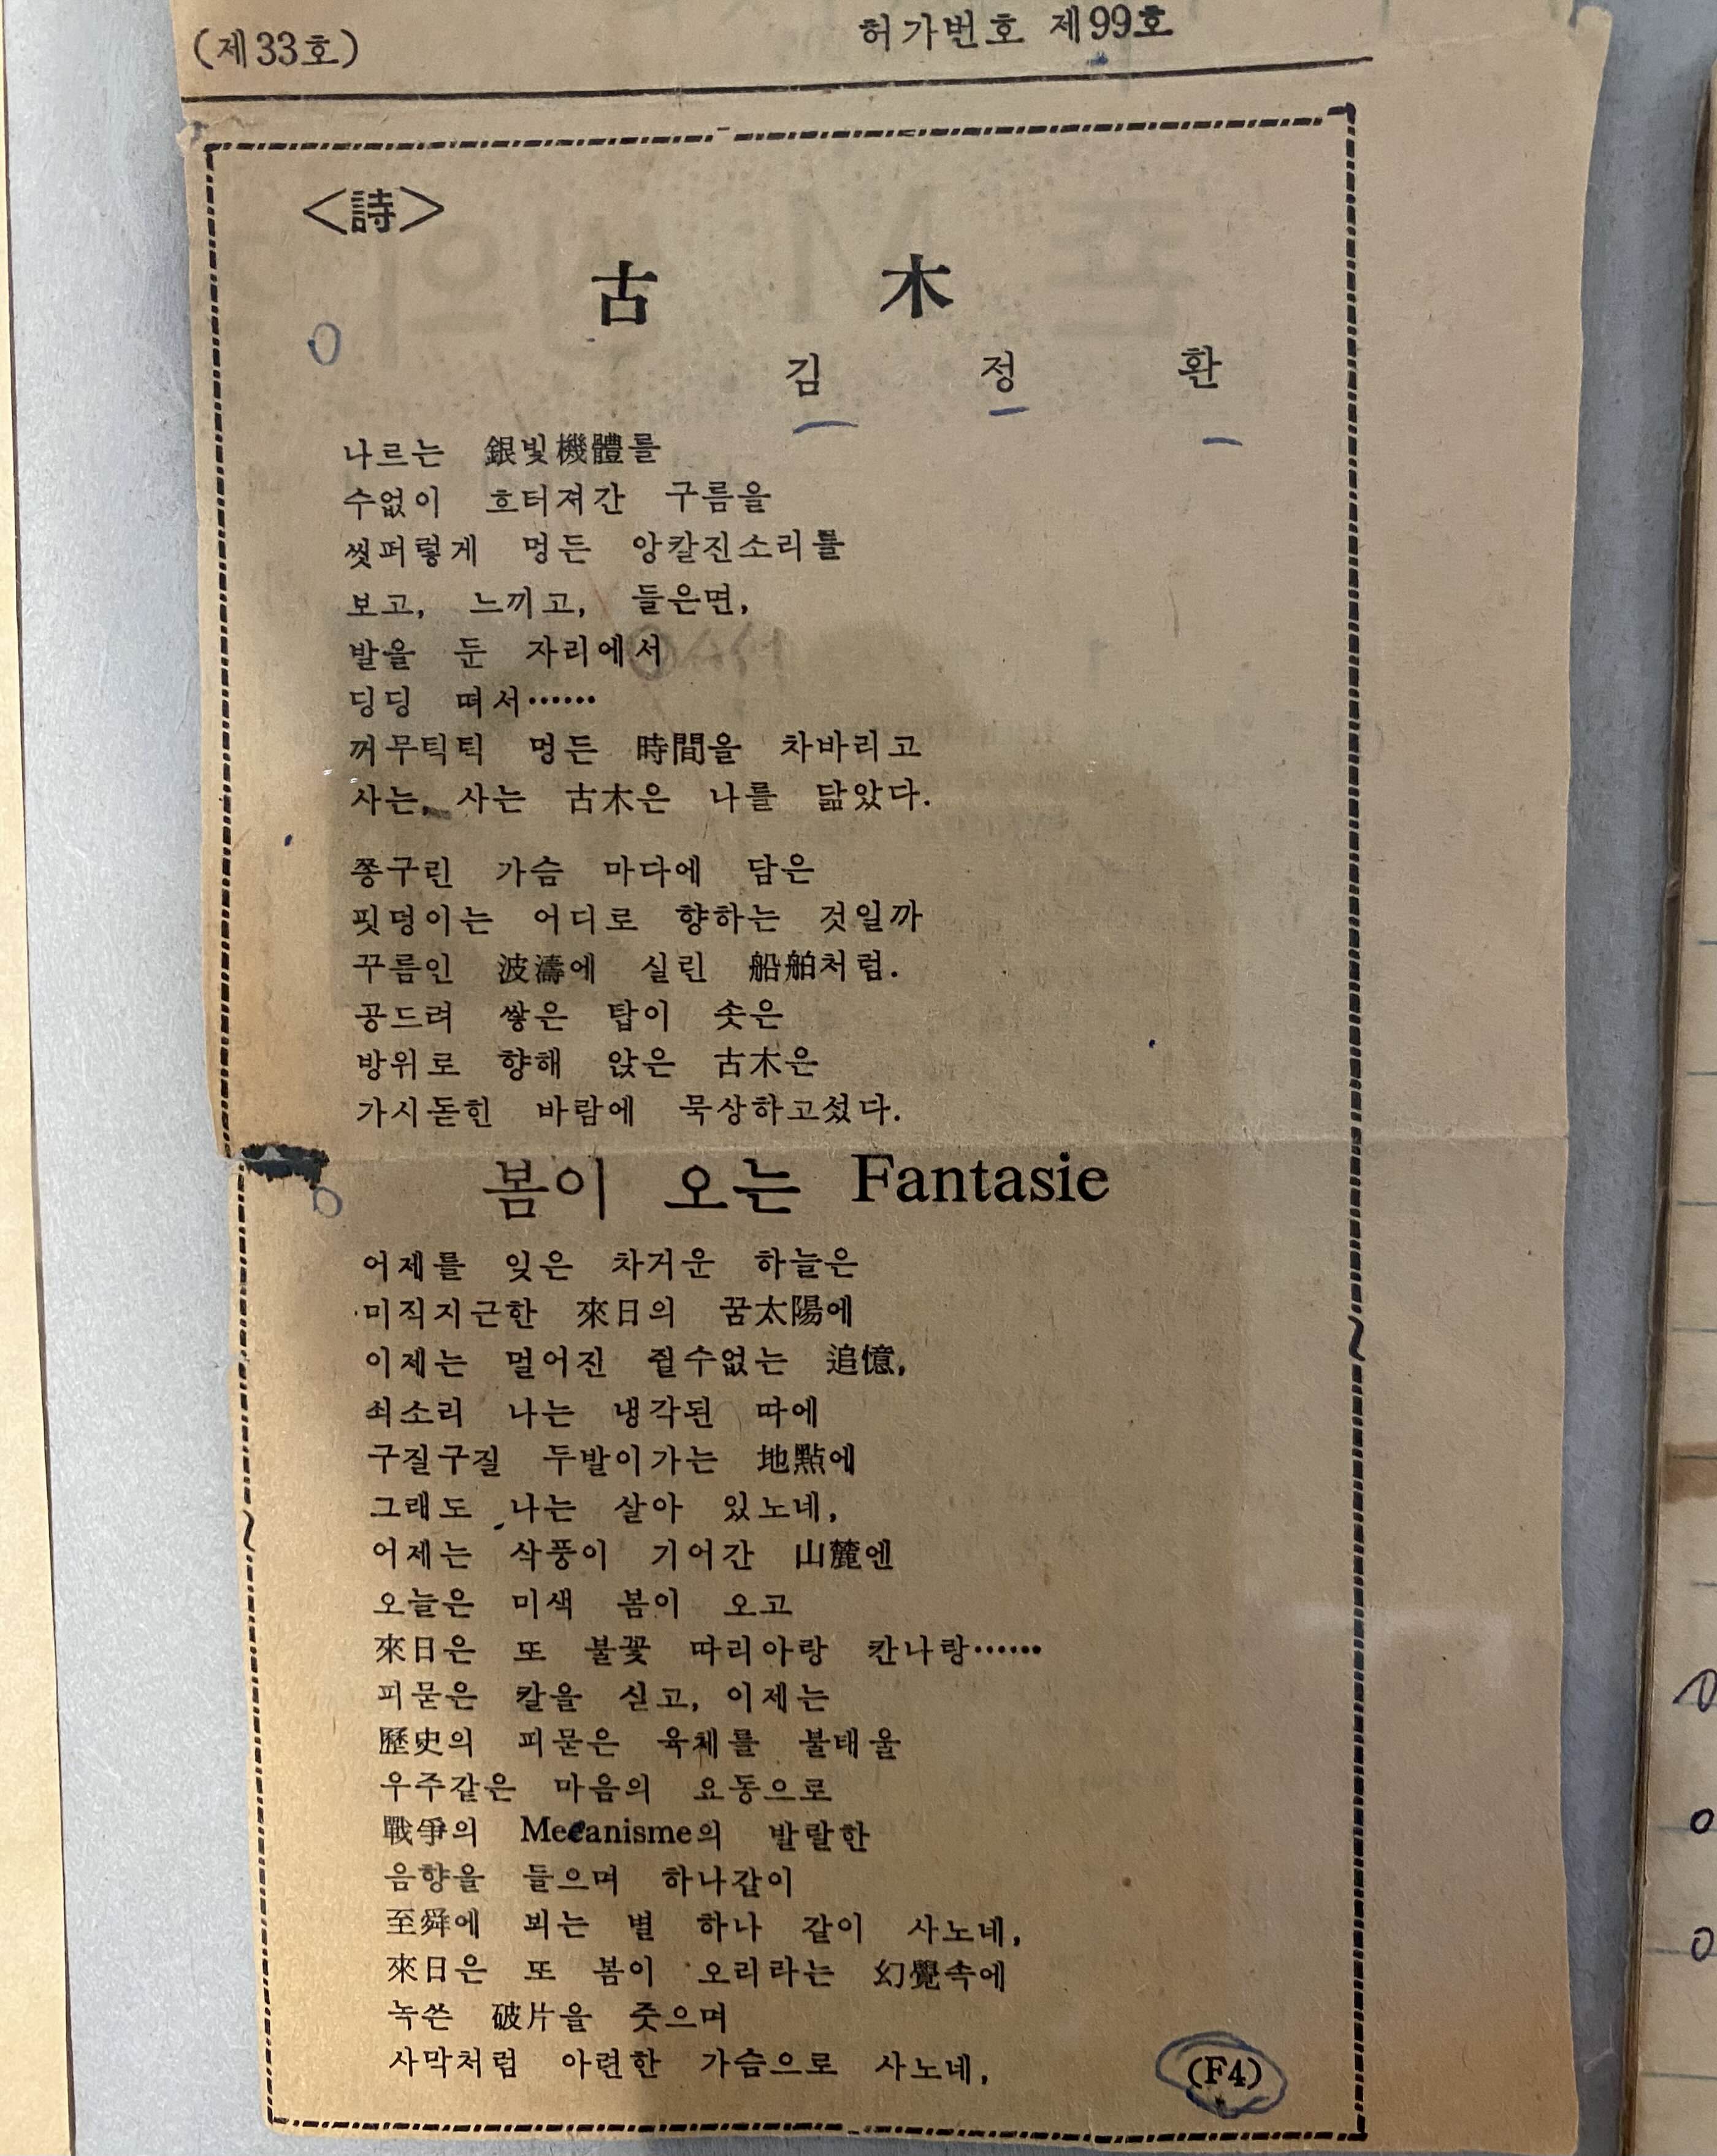 (제33호)
허가번호 제99호
<詩>
古 木
김 정 환
나르는 銀빛機體를
수없이 흐터져간 구름을
씻퍼렇게 멍든 앙칼진소리를
보고, 느끼고, 들은면,
발을 둔 자리에서
딩딩 떠서……
꺼무틱틱 멍든 時間을 차바리고
사는, 사는 古木은 나를 닮았다.
쫑구린 가슴 마다에 담은
핏덩이는 어디로 향하는 것일까
꾸름인 波濤에 실린 船舶처럼.
공드려 쌓은 탑이 솟은
방위로 향해 앉은 古木은
가시돋힌 바람에 묵상하고섰다.
봄이 오는 Fantasie
어제를 잊은 차거운 하늘은
미직지근한 來日의 꿈太陽에
이제는 멀어진 쥘수없는 追憶,
쇠소리 나는 냉각된 따에
구질구질 두발이가는 地點에
그래도 나는 살아 있노네,
어제는 삭풍이 기어간 山麓엔
오늘은 미색 봄이 오고
來日은 또 불꽃 따리아랑 칸나랑……
피묻은 칼을 싣고, 이제는
歷史의 피묻은 육체를 불태울
우주같은 마음의 요동으로
戰爭의 Mecanisme의 발랄한
음향을 들으며 하나같이
至舜에 뵈는 별 하나 같이 사노네,
來日은 또 봄이 오리라는 幻覺속에
녹쓴 破片을 줏으며
사막처럼 아련한 가슴으로 사노네,
(F4)